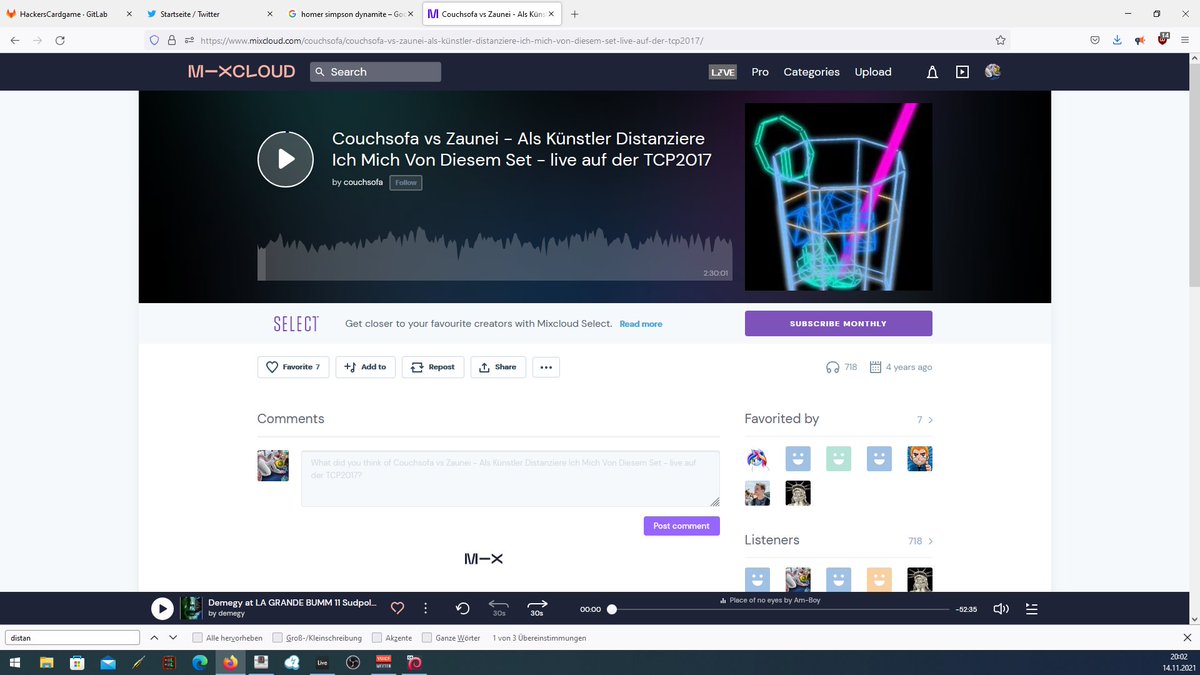 HackersCardgame · GitLab
Startseite / Twitter
homer simpson dynamite – Goo
Couchsofa vs Zaunei - Als Küns
https://www.mixcloud.com/couchsofa/couchsofa-vs-zaunei-als-künstler-distanziere-ich-mich-von-diesem-set-live-auf-der-tcp2017/
14
M–XCLOUD
Search
LIVE
Pro
Categories
Upload
Couchsofa vs Zaunei - Als Künstler Distanziere
Ich Mich Von Diesem Set - live auf der TCP2017
by couchsofa
Follow
2:30:01
SELECT
Get closer to your favourite creators with Mixcloud Select.
Read more
SUBSCRIBE MONTHLY
Favorite 7
Add to
Repost
Share
718
4 years ago
Comments
Favorited by
7
What did you think of Couchsofa vs Zaunei - Als Künstler Distanziere Ich Mich Von Diesem Set - live auf
der TCP2017?
Post comment
M–X
Listeners
718
Demegy at LA GRANDE BUMM 11 Sudpol...
by demegy
30s
30s
00:00
Place of no eyes by Am-Boy
-52:35
distan
Alle hervorheben
Groß-/Kleinschreibung
Akzente
Ganze Wörter
1 von 3 Übereinstimmungen
Live
20:02
14.11.2021